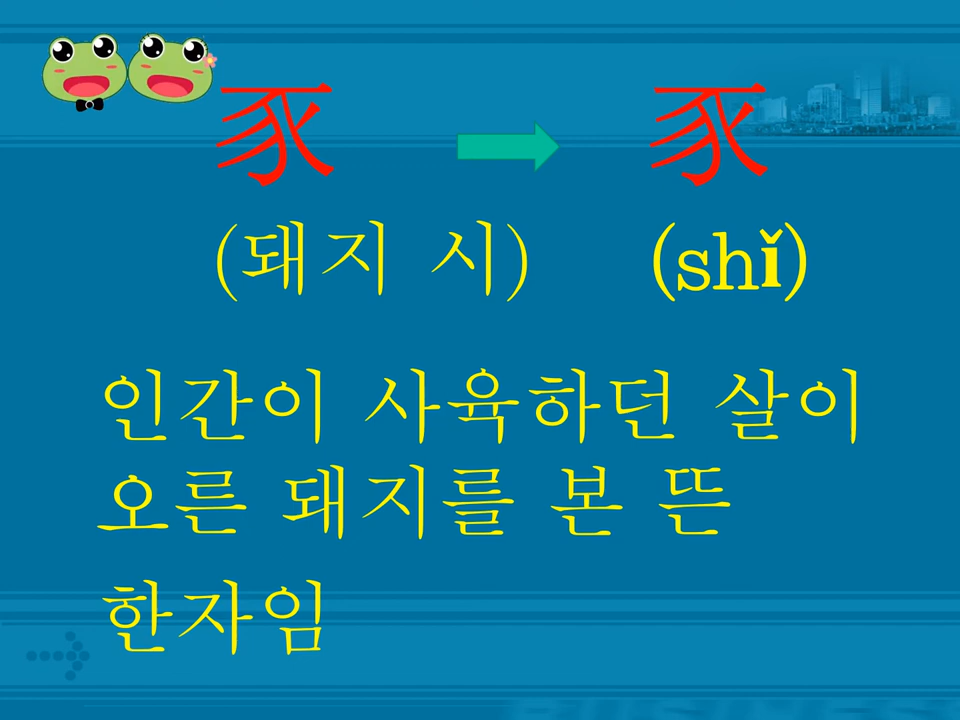 豕 豕
(돼지 시) (shǐ)
인간이 사육하던 살이
오른 돼지를 본 뜬
한자임